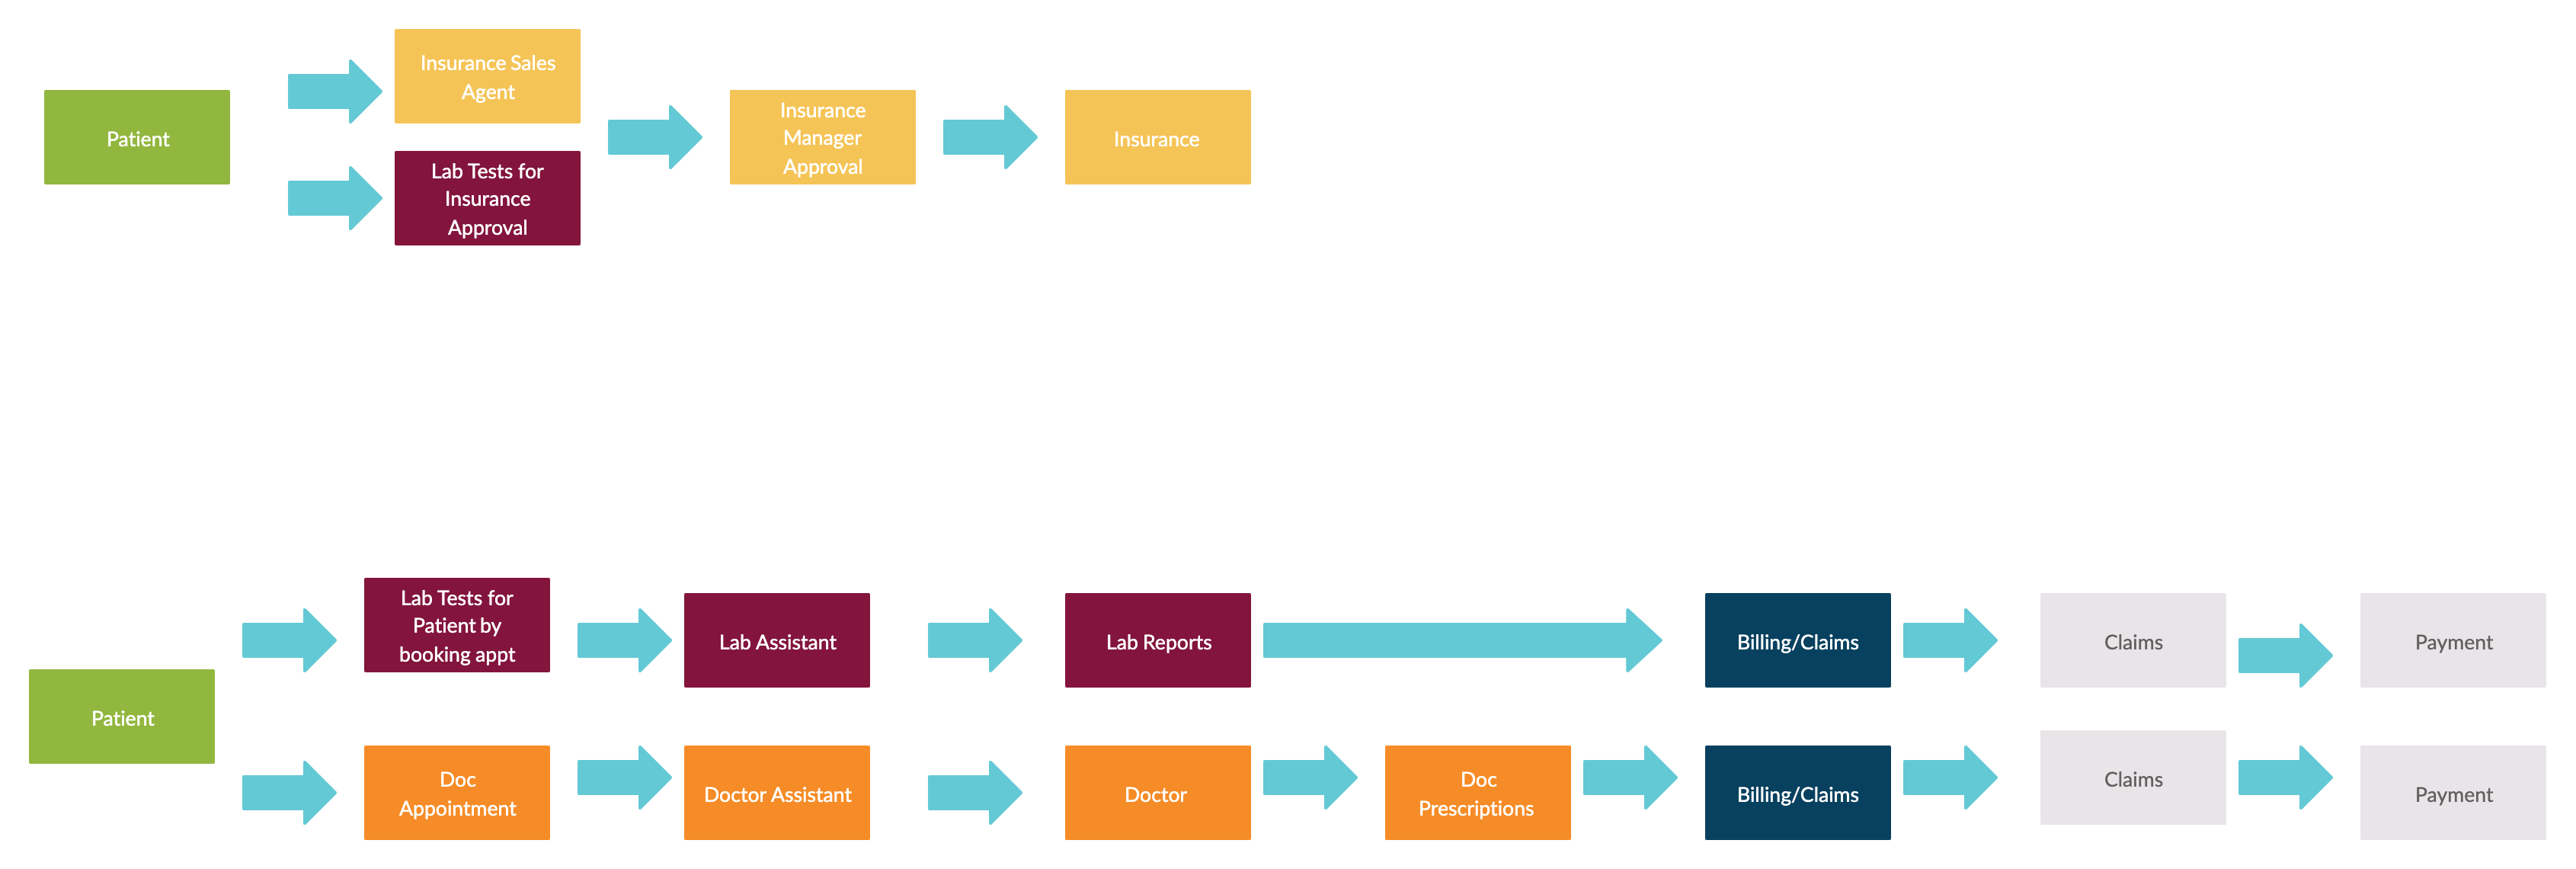 Patient
Insurance Sales
Agent
Lab Tests for
Insurance
Approval
Insurance
Manager
Approval
Insurance
Patient
Lab Tests for
Patient by
booking appt
Lab Assistant
Lab Reports
Billing/Claims
Claims
Payment
Doc
Appointment
Doctor Assistant
Doctor
Doc
Prescriptions
Billing/Claims
Claims
Payment